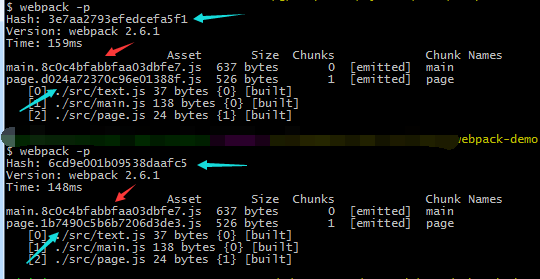 $ webpack -p
Hash: 3e7aa2793efedcefa5f1
Version: webpack 2.6.1
Time: 159ms
Asset Size Chunks Chunk Names
main.8c0c4bfabbfaa03dbfe7.js 637 bytes 0 [emitted] main
page.d024a72370c96e01388f.js 526 bytes 1 [emitted] page
[0] ./src/text.js 37 bytes {0} [built]
[1] ./src/main.js 138 bytes {0} [built]
[2] ./src/page.js 24 bytes {1} [built]
webpack-demo
$ webpack -p
Hash: 6cd9e001b09538daafc5
Version: webpack 2.6.1
Time: 148ms
Asset Size Chunks Chunk Names
main.8c0c4bfabbfaa03dbfe7.js 637 bytes 0 [emitted] main
page.1b7490c5b6b7206d3de3.js 526 bytes 1 [emitted] page
[0] ./src/text.js 37 bytes {0} [built]
[1] ./src/main.js 138 bytes {0} [built]
[2] ./src/page.js 24 bytes {1} [built]